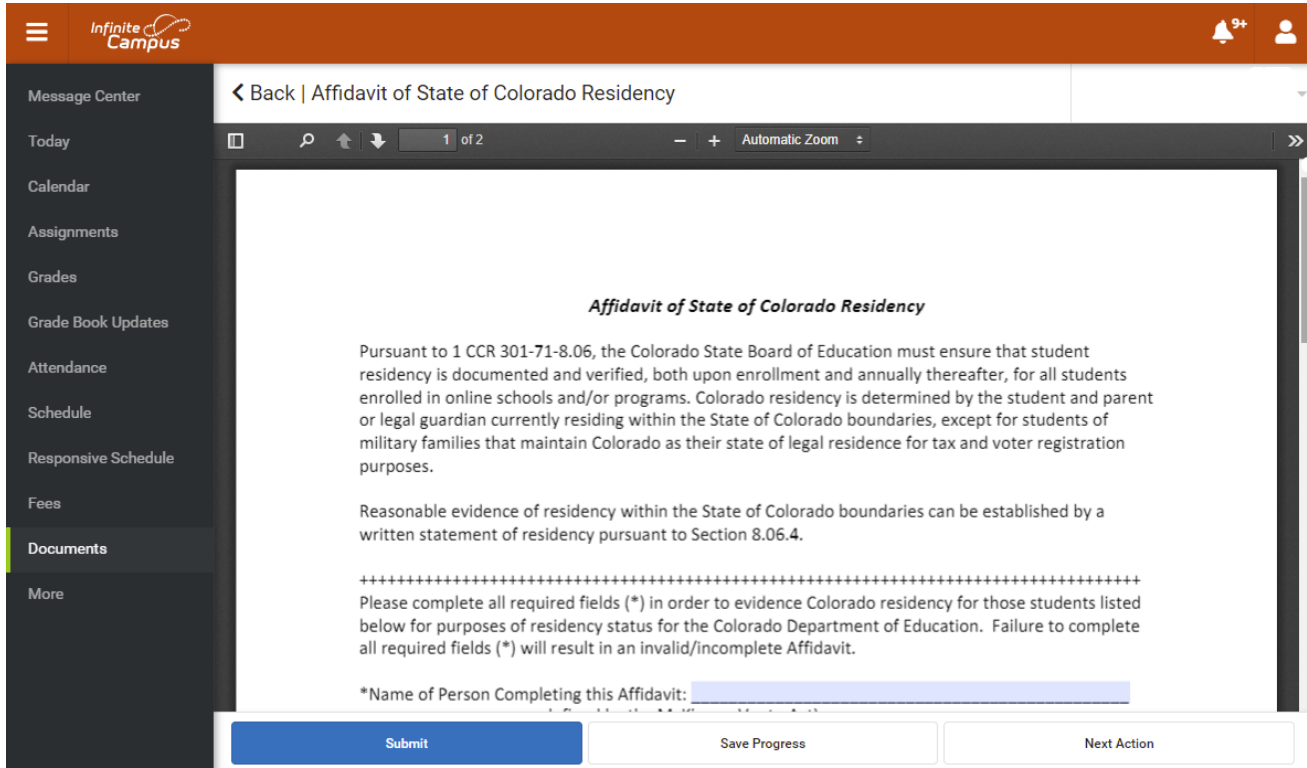 Infinite
Campus
9+
Message Center
Today
Calendar
Assignments
Grades
Grade Book Updates
Attendance
Schedule
Responsive Schedule
Fees
Documents
More
Back | Affidavit of State of Colorado Residency
1 of 2
Automatic Zoom
Affidavit of State of Colorado Residency
Pursuant to 1 CCR 301-71-8.06, the Colorado State Board of Education must ensure that student
residency is documented and verified, both upon enrollment and annually thereafter, for all students
enrolled in online schools and/or programs. Colorado residency is determined by the student and parent
or legal guardian currently residing within the State of Colorado boundaries, except for students of
military families that maintain Colorado as their state of legal residence for tax and voter registration
purposes.
Reasonable evidence of residency within the State of Colorado boundaries can be established by a
written statement of residency pursuant to Section 8.06.4.
++++++++++++++++++++++++++++++++++++++++++++++++++++++++++++++++++++++++++++++++++++
Please complete all required fields (*) in order to evidence Colorado residency for those students listed
below for purposes of residency status for the Colorado Department of Education.  Failure to complete
all required fields (*) will result in an invalid/incomplete Affidavit.
*Name of Person Completing this Affidavit:
Submit
Save Progress
Next Action